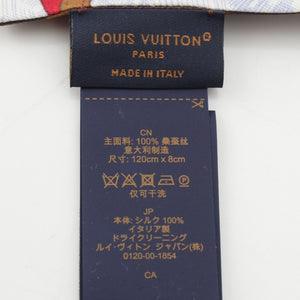 LOUIS VUITTON
PARIS
MADE IN ITALY
CN
主面料: 100% 桑蚕丝
意大利制造
尺寸: 120cm x 8cm
仅可干洗
JP
本体: シルク 100%
イタリア製
ドライクリーニング
ルイ・ヴィトン ジャパン(株)
0120-00-1854
CA